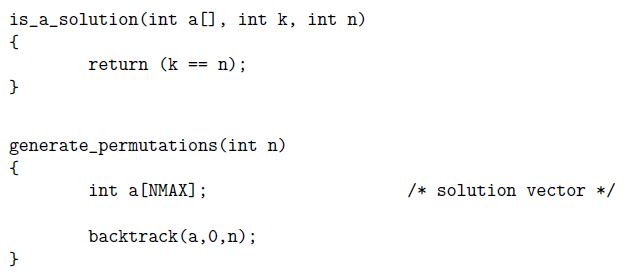 is_a_solution(int a[], int k, int n)
{
        return (k == n);
}

generate_permutations(int n)
{
        int a[NMAX];                    /* solution vector */

        backtrack(a,0,n);
}